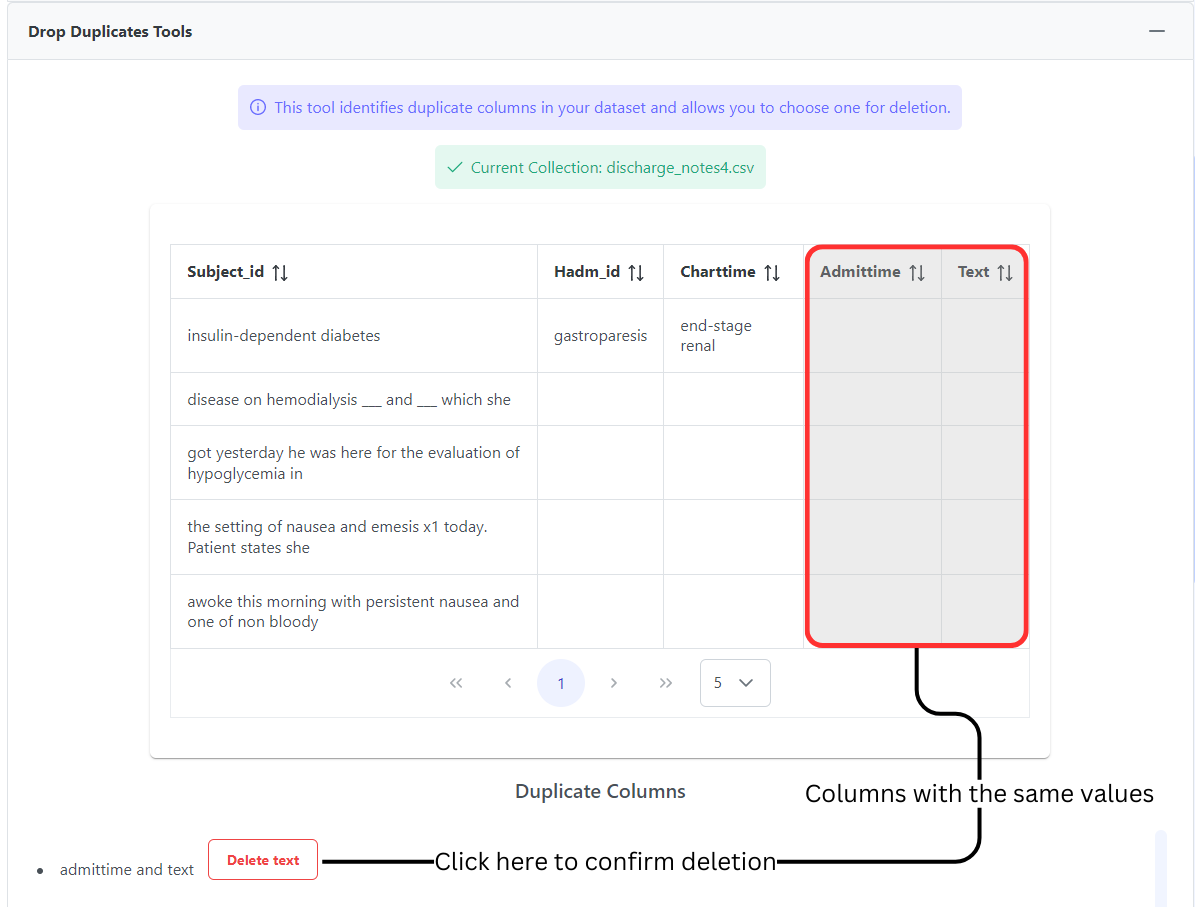 Drop Duplicates Tools
This tool identifies duplicate columns in your dataset and allows you to choose one for deletion.
Current Collection: discharge_notes4.csv
Subject_id Hadm_id Charttime Admittime Text
insulin-dependent diabetes gastroparesis end-stage
renal
disease on hemodialysis ___ and ___ which she
got yesterday he was here for the evaluation of
hypoglycemia in
the setting of nausea and emesis x1 today.
Patient states she
awoke this morning with persistent nausea and
one of non bloody
1 5
Duplicate Columns
Columns with the same values
admittime and text Delete text Click here to confirm deletion